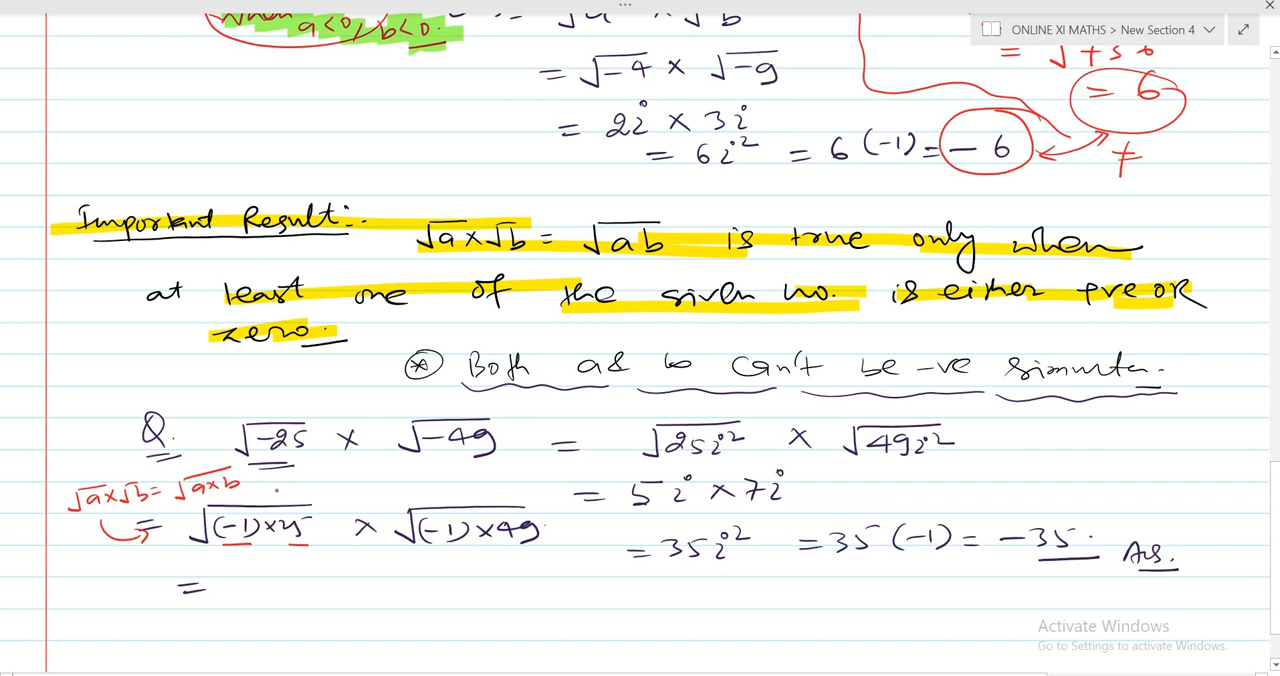 when
a<0, b<0.
= √a × √b
ONLINE XI MATHS > New Section 4
= √+36
= √-4 × √-9
= 6
= 2i × 3i
= 6i² = 6(-1) = -6
≠
Important Result:-
√a×√b = √ab is true only when
at least one of the given no. is either +ve OR
zero.
⊛ Both a & b can't be -ve simulta.
Q. √-25 × √-49 = √25i² × √49i²
√a×√b = √a×b
= 5i × 7i
= √(-1)×25 × √(-1)×49
= 35i² = 35(-1) = -35. Ans.
=
Activate Windows
Go to Settings to activate Windows.